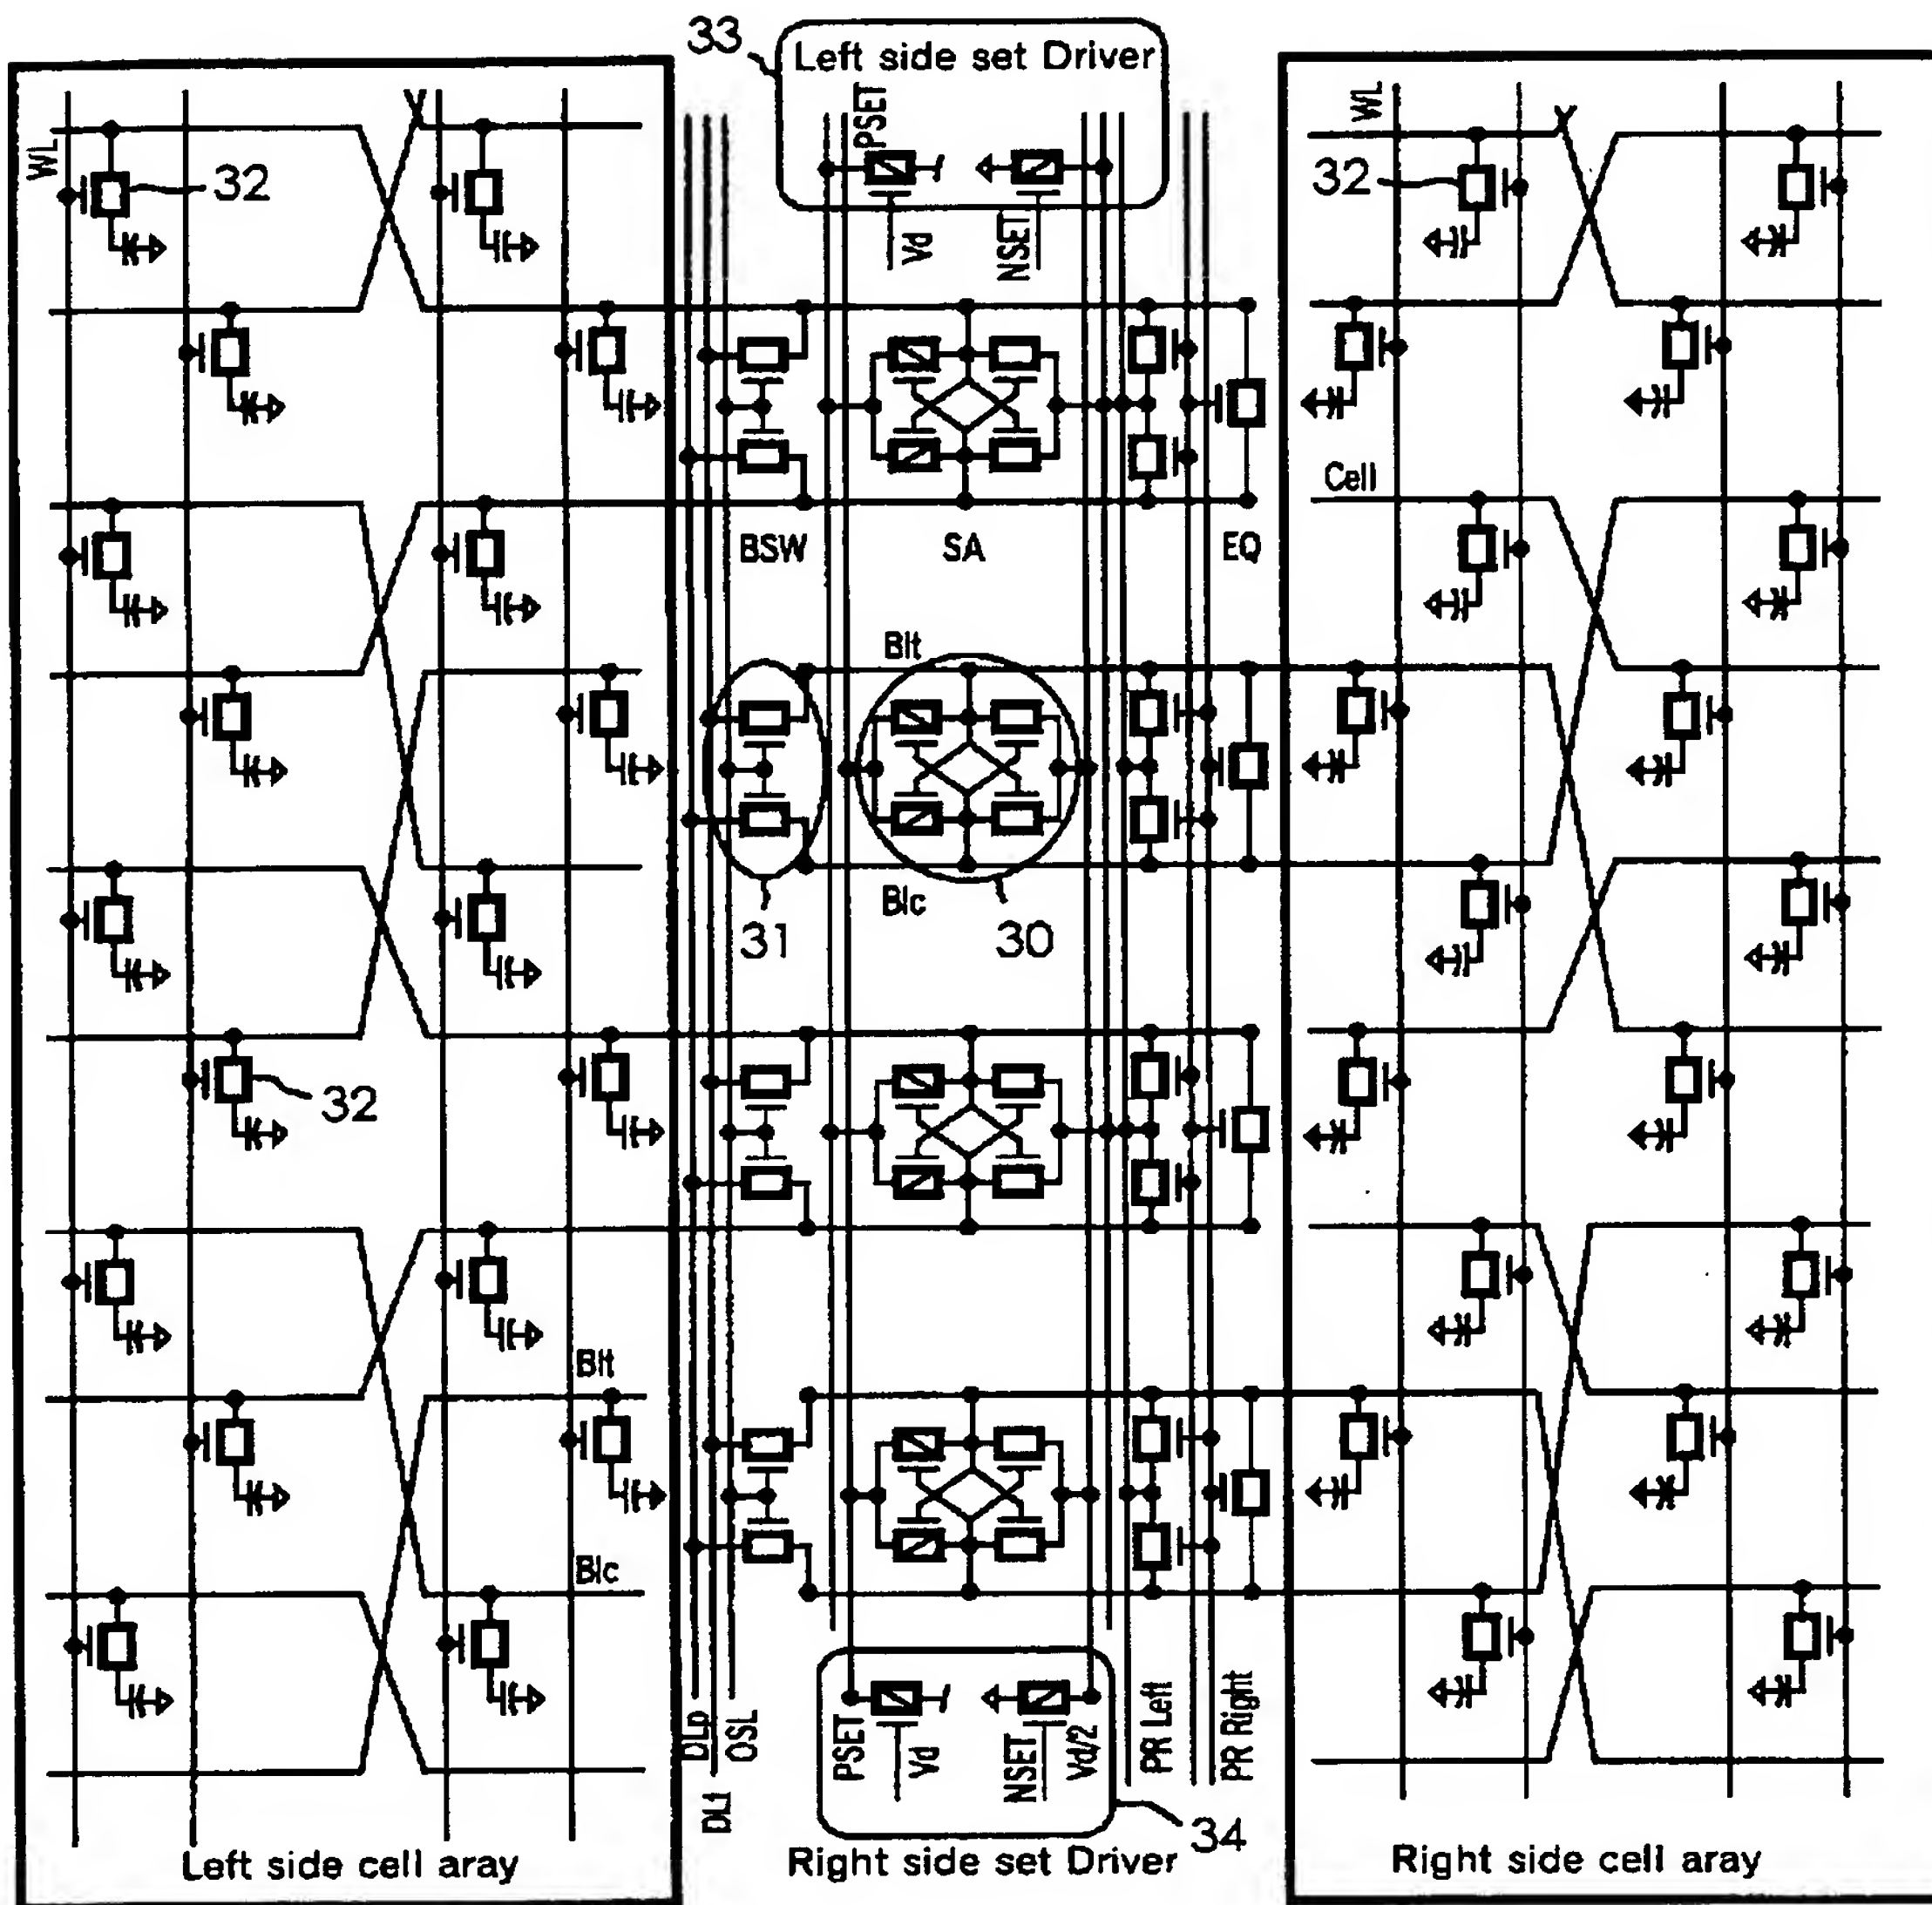 33
Left side set Driver
PSET
Vd
NSET
WL
32
WL
32
Cell
BSW
SA
EQ
Blt
Blc
31
30
32
Blt
Blc
DLp
DL1
OSL
PSET
Vd
NSET
Vd/2
PR Left
PR Right
34
Left side cell aray
Right side set Driver
Right side cell aray